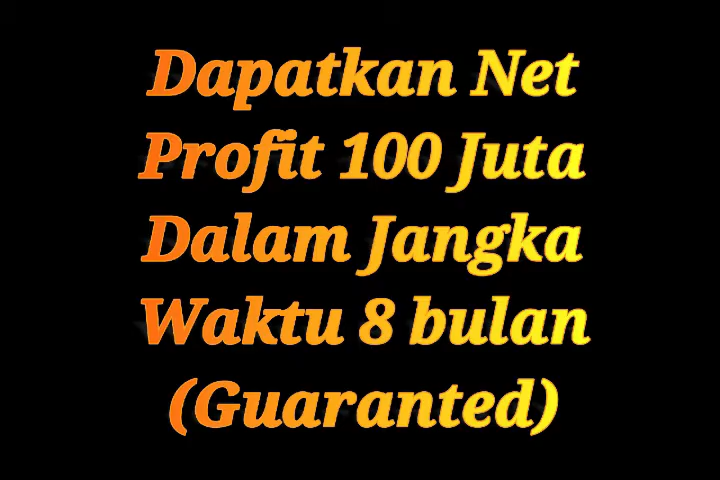 Dapatkan Net
Profit 100 Juta
Dalam Jangka
Waktu 8 bulan
(Guaranted)